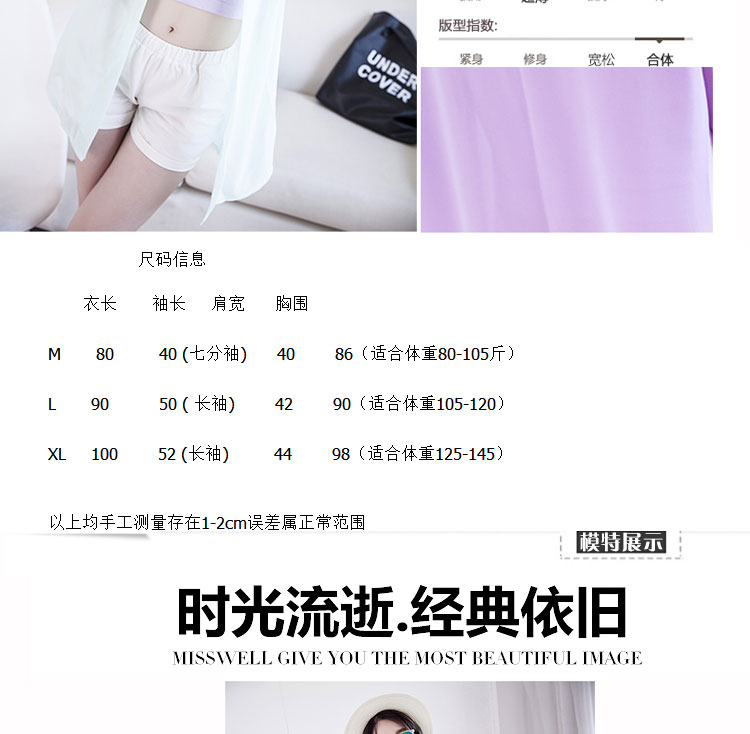 版型指数:
紧身 修身 宽松 合体
UNDER
COVER
尺码信息
衣长 袖长 肩宽 胸围
M 80 40 (七分袖) 40 86（适合体重80-105斤）
L 90 50 ( 长袖) 42 90（适合体重105-120）
XL 100 52 (长袖) 44 98（适合体重125-145）
以上均手工测量存在1-2cm误差属正常范围
模特展示
时光流逝.经典依旧
MISSWELL GIVE YOU THE MOST BEAUTIFUL IMAGE